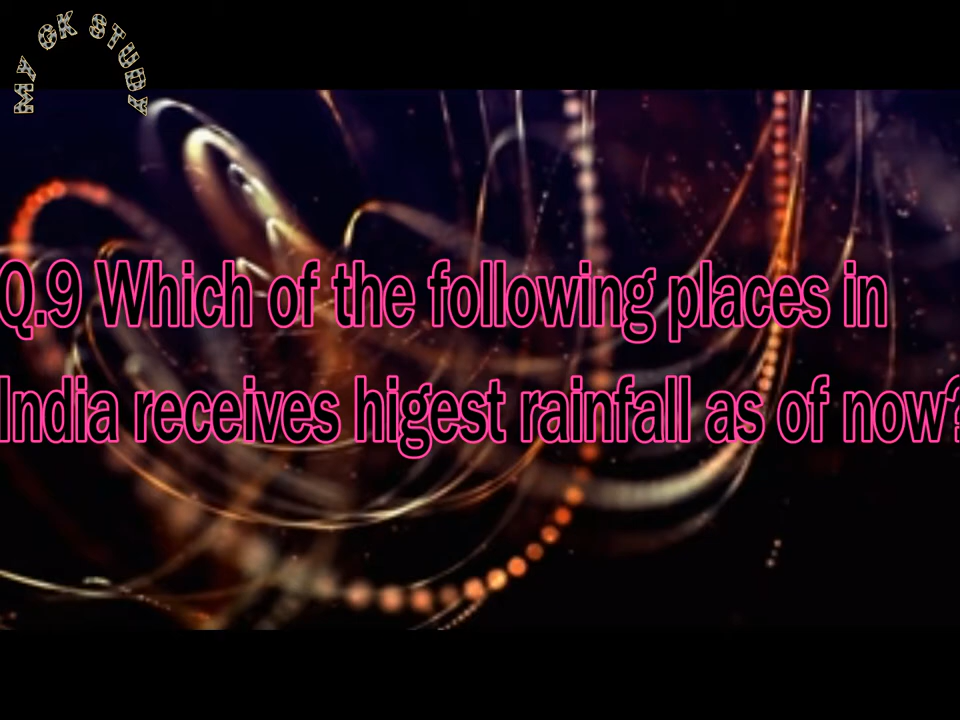 MY GK STUDY
Q.9 Which of the following places in
India receives higest rainfall as of now?